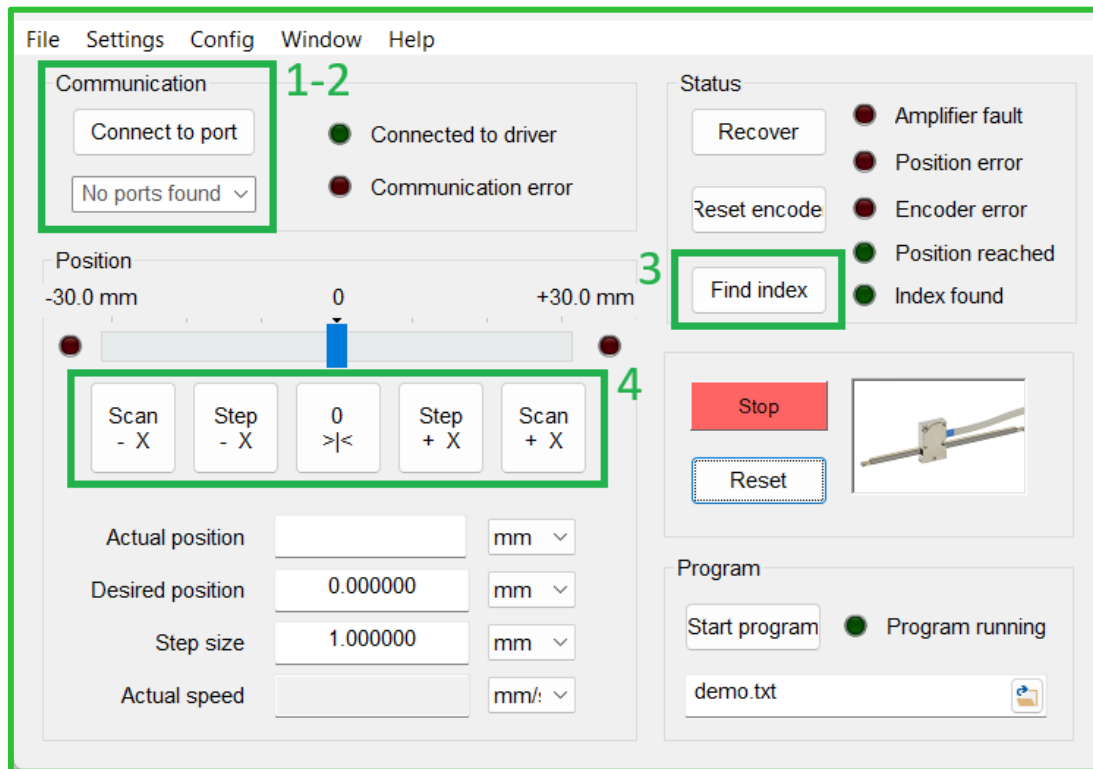 File Settings Config Window Help
Communication
1-2
Connect to port
Connected to driver
No ports found
Communication error
Status
Recover
Amplifier fault
Position error
Reset encode
Encoder error
Position reached
3
Find index
Index found
Position
-30.0 mm 0 +30.0 mm
4
Scan - X
Step - X
0 >|<
Step + X
Scan + X
Stop
Reset
Actual position mm
Desired position 0.000000 mm
Step size 1.000000 mm
Actual speed mm/s
Program
Start program
Program running
demo.txt